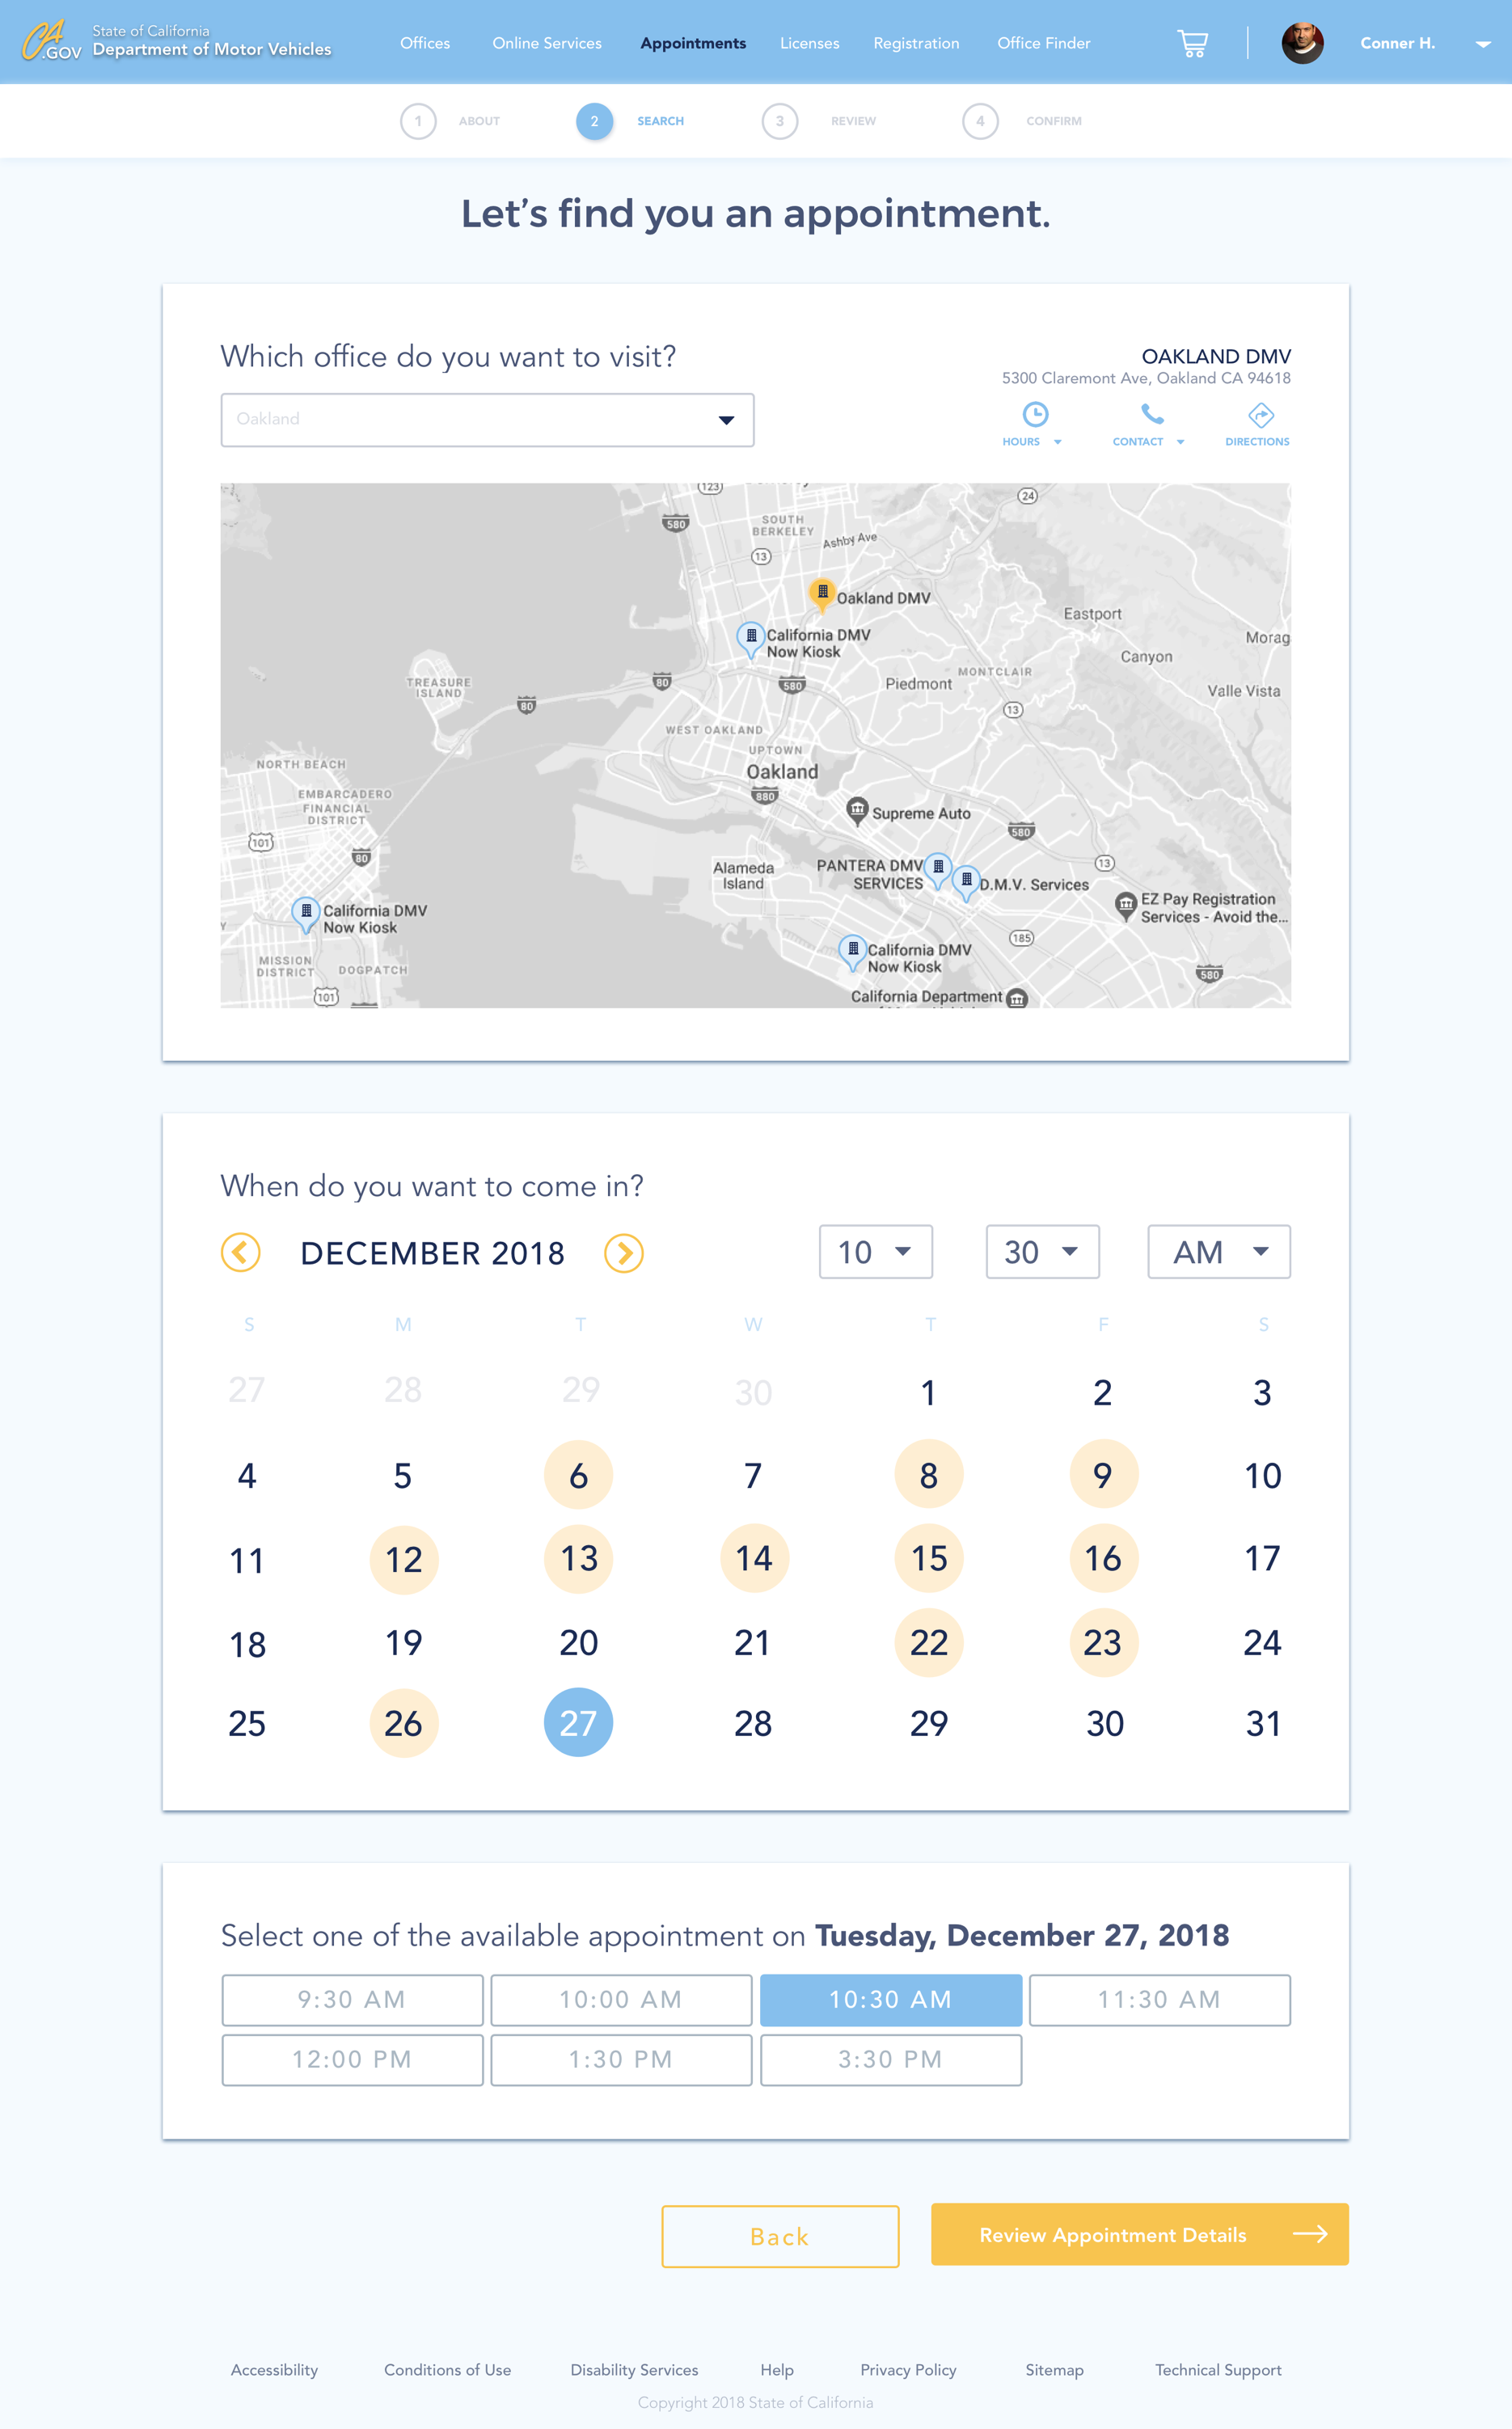 CA
.GOV
State of California
Department of Motor Vehicles
Offices
Online Services
Appointments
Licenses
Registration
Office Finder
Conner H.
1 ABOUT
2 SEARCH
3 REVIEW
4 CONFIRM
Let's find you an appointment.
Which office do you want to visit?
Oakland
OAKLAND DMV
5300 Claremont Ave, Oakland CA 94618
HOURS
CONTACT
DIRECTIONS
123
24
580
SOUTH
BERKELEY
Ashby Ave
13
Oakland DMV
Eastport
California DMV
Now Kiosk
Morag
Canyon
MONTCLAIR
TREASURE
ISLAND
80
580
Piedmont
Valle Vista
80
13
WEST OAKLAND
UPTOWN
Oakland
NORTH BEACH
880
EMBARCADERO
FINANCIAL
DISTRICT
Supreme Auto
580
101
80
13
Alameda
Island
PANTERA DMV
SERVICES
D.M.V. Services
EZ Pay Registration
Services - Avoid the...
California DMV
Now Kiosk
185
California DMV
Now Kiosk
MISSION
DISTRICT
DOGPATCH
580
101
California Department
When do you want to come in?
DECEMBER 2018
10
30
AM
S M T W T F S
27 28 29 30 1 2 3
4 5 6 7 8 9 10
11 12 13 14 15 16 17
18 19 20 21 22 23 24
25 26 27 28 29 30 31
Select one of the available appointment on Tuesday, December 27, 2018
9:30 AM 10:00 AM 10:30 AM 11:30 AM
12:00 PM 1:30 PM 3:30 PM
Back
Review Appointment Details
Accessibility
Conditions of Use
Disability Services
Help
Privacy Policy
Sitemap
Technical Support
Copyright 2018 State of California